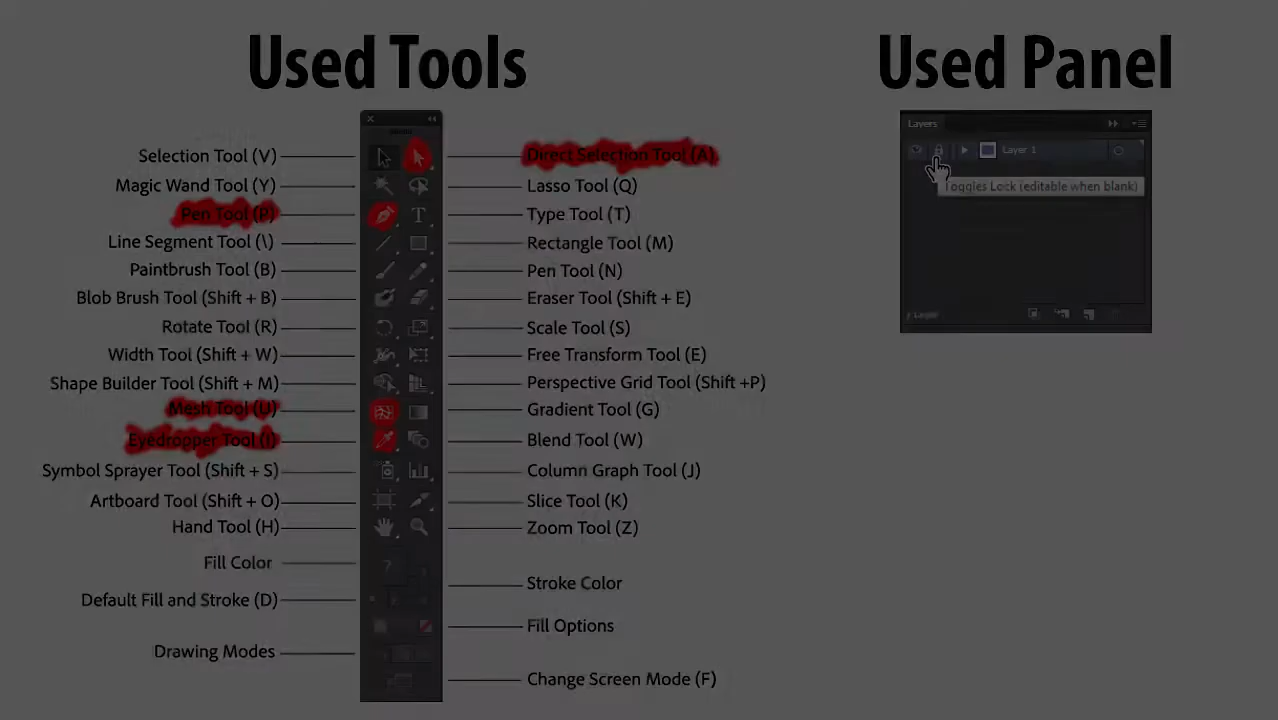 Used Tools
Used Panel
Selection Tool (V)
Magic Wand Tool (Y)
Pen Tool (P)
Line Segment Tool (\)
Paintbrush Tool (B)
Blob Brush Tool (Shift + B)
Rotate Tool (R)
Width Tool (Shift + W)
Shape Builder Tool (Shift + M)
Mesh Tool (U)
Eyedropper Tool (I)
Symbol Sprayer Tool (Shift + S)
Artboard Tool (Shift + O)
Hand Tool (H)
Fill Color
Default Fill and Stroke (D)
Drawing Modes
Direct Selection Tool (A)
Lasso Tool (Q)
Type Tool (T)
Rectangle Tool (M)
Pen Tool (N)
Eraser Tool (Shift + E)
Scale Tool (S)
Free Transform Tool (E)
Perspective Grid Tool (Shift +P)
Gradient Tool (G)
Blend Tool (W)
Column Graph Tool (J)
Slice Tool (K)
Zoom Tool (Z)
Stroke Color
Fill Options
Change Screen Mode (F)
Layers
Layer 1
Toggles Lock (editable when blank)
1 Layer